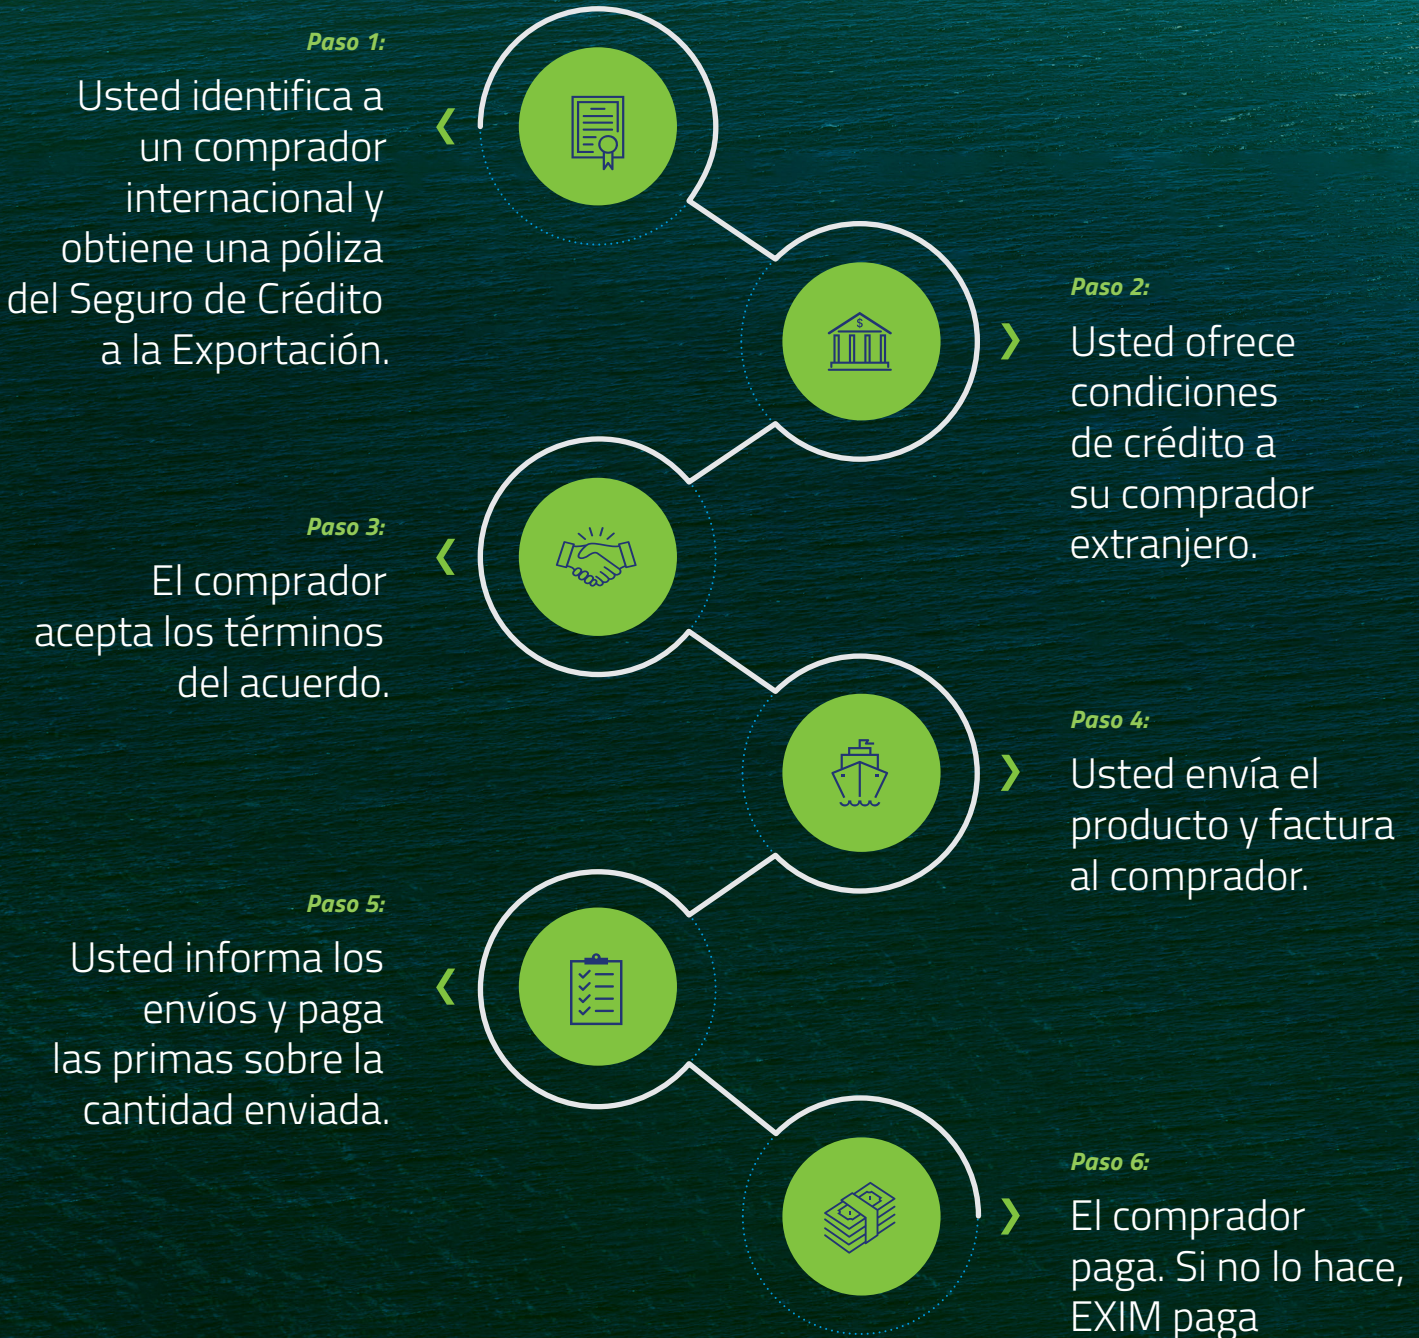 Paso 1:
Usted identifica a
un comprador
internacional y
obtiene una póliza
del Seguro de Crédito
a la Exportación.
Paso 2:
Usted ofrece
condiciones
de crédito a
su comprador
extranjero.
Paso 3:
El comprador
acepta los términos
del acuerdo.
Paso 4:
Usted envía el
producto y factura
al comprador.
Paso 5:
Usted informa los
envíos y paga
las primas sobre la
cantidad enviada.
Paso 6:
El comprador
paga. Si no lo hace,
EXIM paga